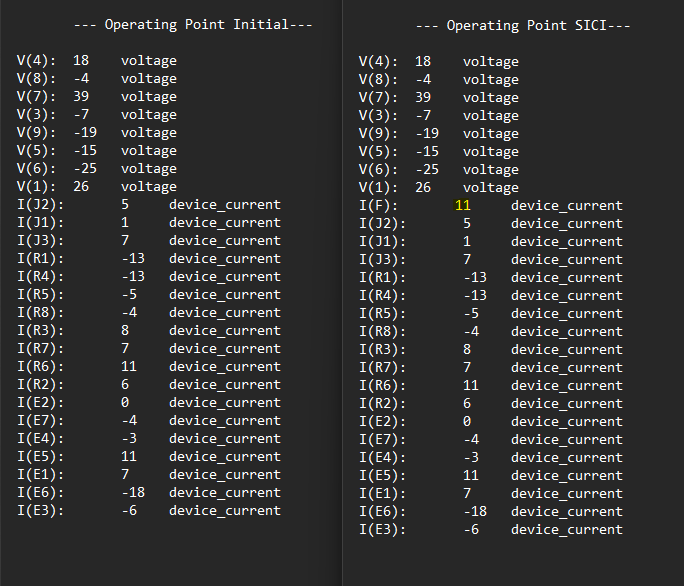 --- Operating Point Initial---
V(4): 18 voltage
V(8): -4 voltage
V(7): 39 voltage
V(3): -7 voltage
V(9): -19 voltage
V(5): -15 voltage
V(6): -25 voltage
V(1): 26 voltage
I(J2): 5 device_current
I(J1): 1 device_current
I(J3): 7 device_current
I(R1): -13 device_current
I(R4): -13 device_current
I(R5): -5 device_current
I(R8): -4 device_current
I(R3): 8 device_current
I(R7): 7 device_current
I(R6): 11 device_current
I(R2): 6 device_current
I(E2): 0 device_current
I(E7): -4 device_current
I(E4): -3 device_current
I(E5): 11 device_current
I(E1): 7 device_current
I(E6): -18 device_current
I(E3): -6 device_current
--- Operating Point SICI---
V(4): 18 voltage
V(8): -4 voltage
V(7): 39 voltage
V(3): -7 voltage
V(9): -19 voltage
V(5): -15 voltage
V(6): -25 voltage
V(1): 26 voltage
I(F): 11 device_current
I(J2): 5 device_current
I(J1): 1 device_current
I(J3): 7 device_current
I(R1): -13 device_current
I(R4): -13 device_current
I(R5): -5 device_current
I(R8): -4 device_current
I(R3): 8 device_current
I(R7): 7 device_current
I(R6): 11 device_current
I(R2): 6 device_current
I(E2): 0 device_current
I(E7): -4 device_current
I(E4): -3 device_current
I(E5): 11 device_current
I(E1): 7 device_current
I(E6): -18 device_current
I(E3): -6 device_current